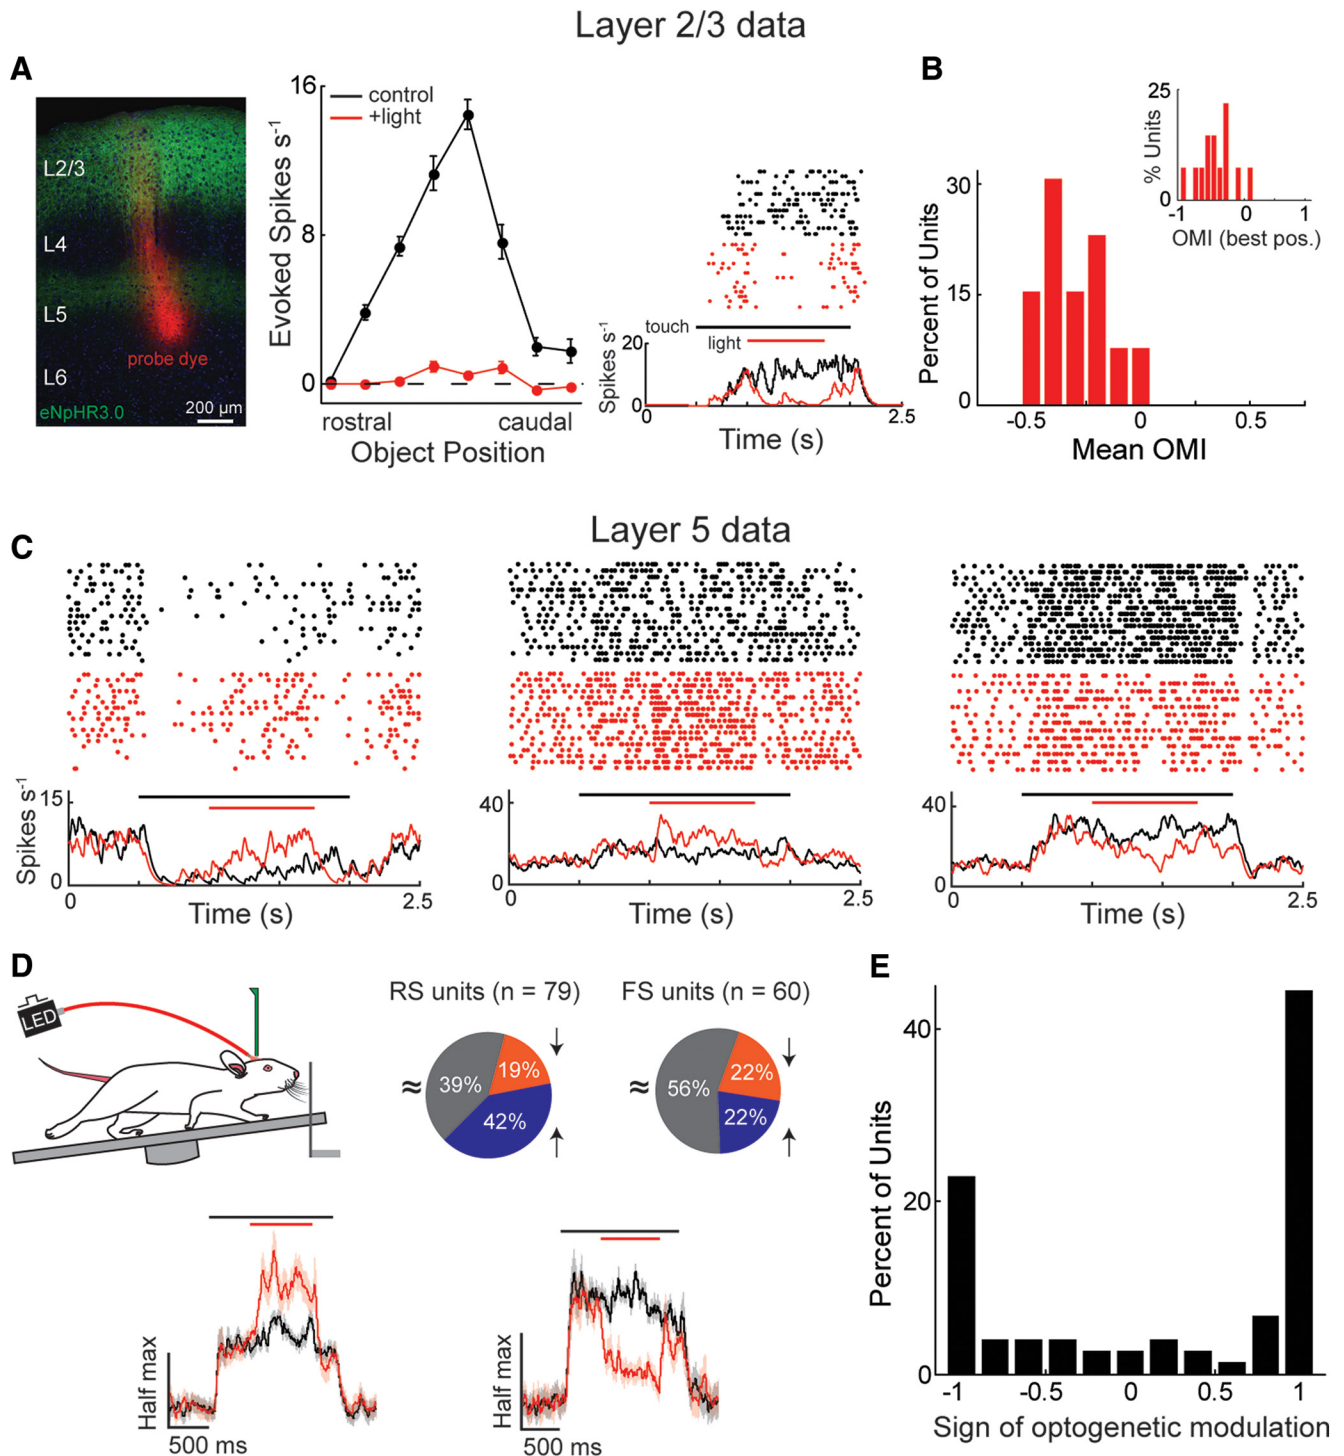 Layer 2/3 data
A
L2/3
L4
L5
probe dye
L6
eNpHR3.0
200 µm
16
8
0
Evoked Spikes s⁻¹
control
+light
rostral
caudal
Object Position
touch
light
20
0
Spikes s⁻¹
0
2.5
Time (s)
B
30
15
0
Percent of Units
-0.5
0
0.5
Mean OMI
25
0
% Units
-1
0
1
OMI (best pos.)
Layer 5 data
C
15
0
Spikes s⁻¹
0
2.5
Time (s)
40
0
0
2.5
Time (s)
40
0
0
2.5
Time (s)
D
LED
RS units (n = 79)
≈
39%
19%
42%
FS units (n = 60)
≈
56%
22%
22%
Half max
500 ms
Half max
500 ms
E
40
20
0
Percent of Units
-1
-0.5
0
0.5
1
Sign of optogenetic modulation